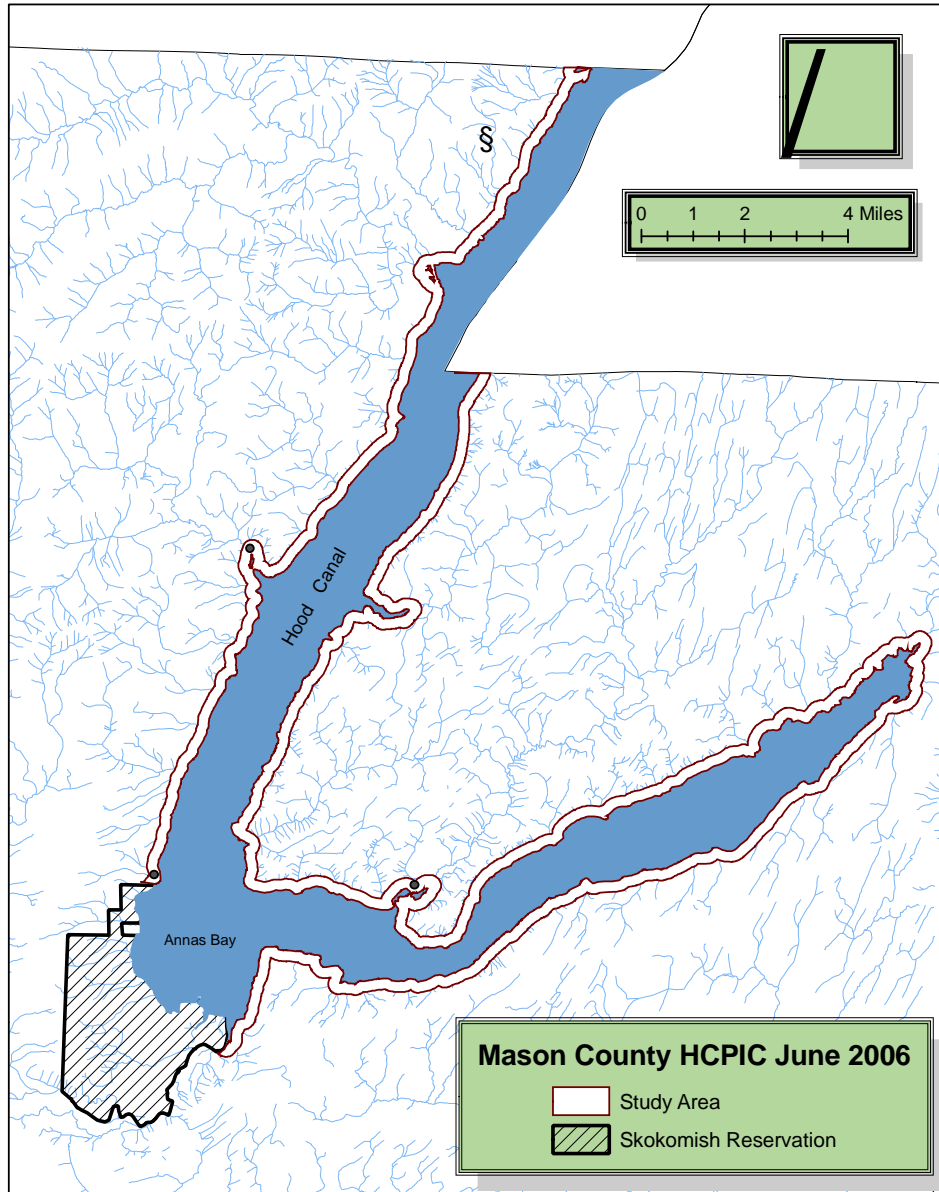 §
0 1 2 4 Miles
Hood Canal
Annas Bay
Mason County HCPIC June 2006
Study Area
Skokomish Reservation